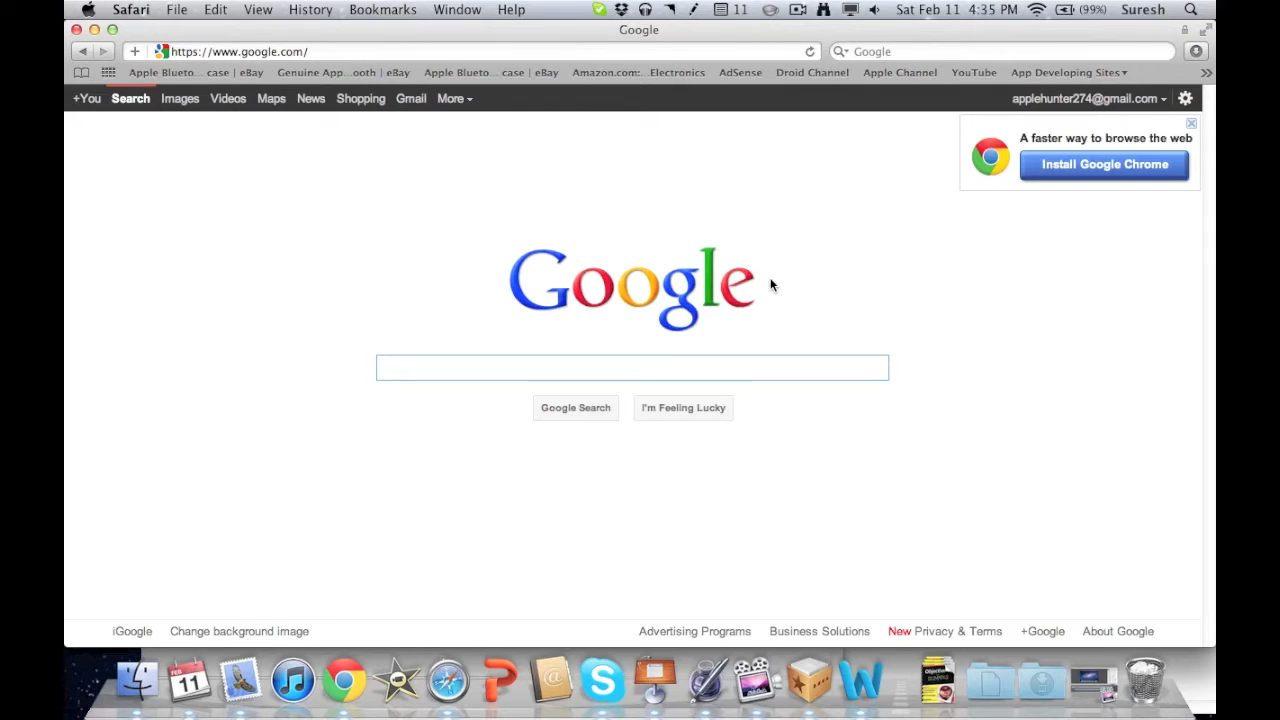 Safari File Edit View History Bookmarks Window Help 11 Sat Feb 11 4:35 PM (99%) Suresh
Google
https://www.google.com/ Google
Apple Blueto... case | eBay Genuine App...ooth | eBay Apple Blueto... case | eBay Amazon.com:...Electronics AdSense Droid Channel Apple Channel YouTube App Developing Sites
+You Search Images Videos Maps News Shopping Gmail More applehunter274@gmail.com
A faster way to browse the web
Install Google Chrome
Google
Google Search I'm Feeling Lucky
iGoogle Change background image Advertising Programs Business Solutions New Privacy & Terms +Google About Google
FEB
11